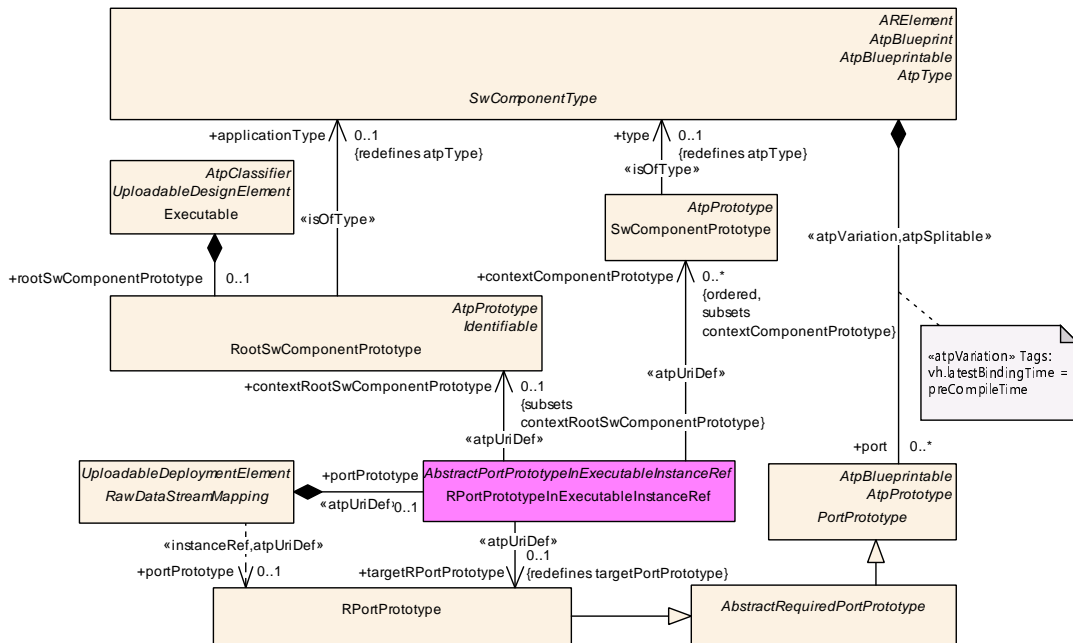 ARElement
AtpBlueprint
AtpBlueprintable
AtpType
SwComponentType
+applicationType
0..1
{redefines atpType}
+type
0..1
{redefines atpType}
«isOfType»
AtpClassifier
UploadableDesignElement
Executable
«isOfType»
AtpPrototype
SwComponentPrototype
«atpVariation,atpSplitable»
+rootSwComponentPrototype
0..1
+contextComponentPrototype
0..*
{ordered,
subsets
contextComponentPrototype}
AtpPrototype
Identifiable
RootSwComponentPrototype
«atpVariation» Tags:
vh.latestBindingTime =
preCompileTime
+contextRootSwComponentPrototype
0..1
{subsets
contextRootSwComponentPrototype}
«atpUriDef»
«atpUriDef»
+port
0..*
UploadableDeploymentElement
RawDataStreamMapping
+portPrototype
«atpUriDef»
0..1
AbstractPortPrototypeInExecutableInstanceRef
RPortPrototypeInExecutableInstanceRef
AtpBlueprintable
AtpPrototype
PortPrototype
«instanceRef,atpUriDef»
+portPrototype
0..1
«atpUriDef»
0..1
+targetRPortPrototype
{redefines targetPortPrototype}
RPortPrototype
AbstractRequiredPortPrototype